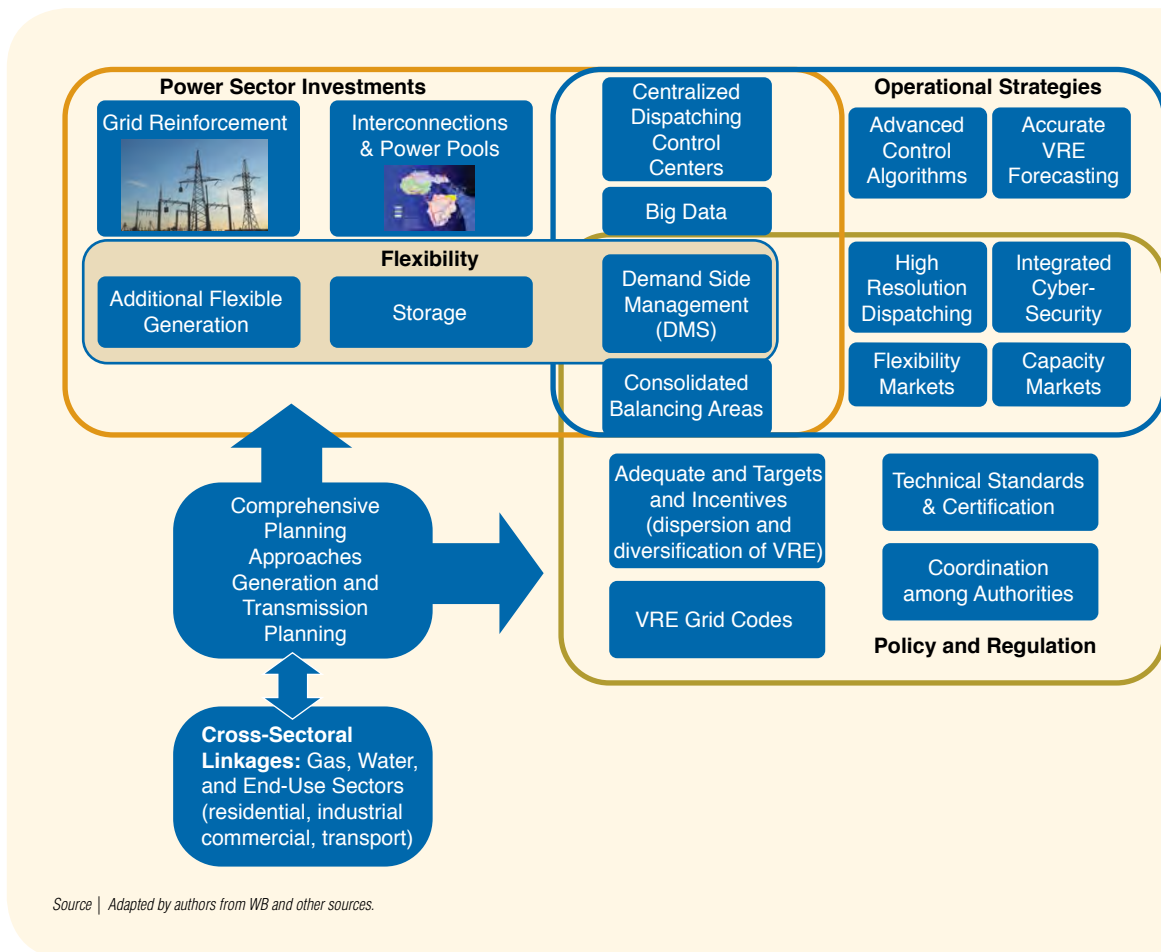 Power Sector Investments
Grid Reinforcement
Interconnections
& Power Pools
Centralized
Dispatching
Control
Centers
Big Data
Operational Strategies
Advanced
Control
Algorithms
Accurate
VRE
Forecasting
Flexibility
Additional Flexible
Generation
Storage
Demand Side
Management
(DMS)
Consolidated
Balancing Areas
High
Resolution
Dispatching
Integrated
Cyber-
Security
Flexibility
Markets
Capacity
Markets
Comprehensive
Planning
Approaches
Generation and
Transmission
Planning
Adequate and Targets
and Incentives
(dispersion and
diversification of VRE)
Technical Standards
& Certification
VRE Grid Codes
Coordination
among Authorities
Policy and Regulation
Cross-Sectoral
Linkages: Gas, Water,
and End-Use Sectors
(residential, industrial
commercial, transport)
Source | Adapted by authors from WB and other sources.